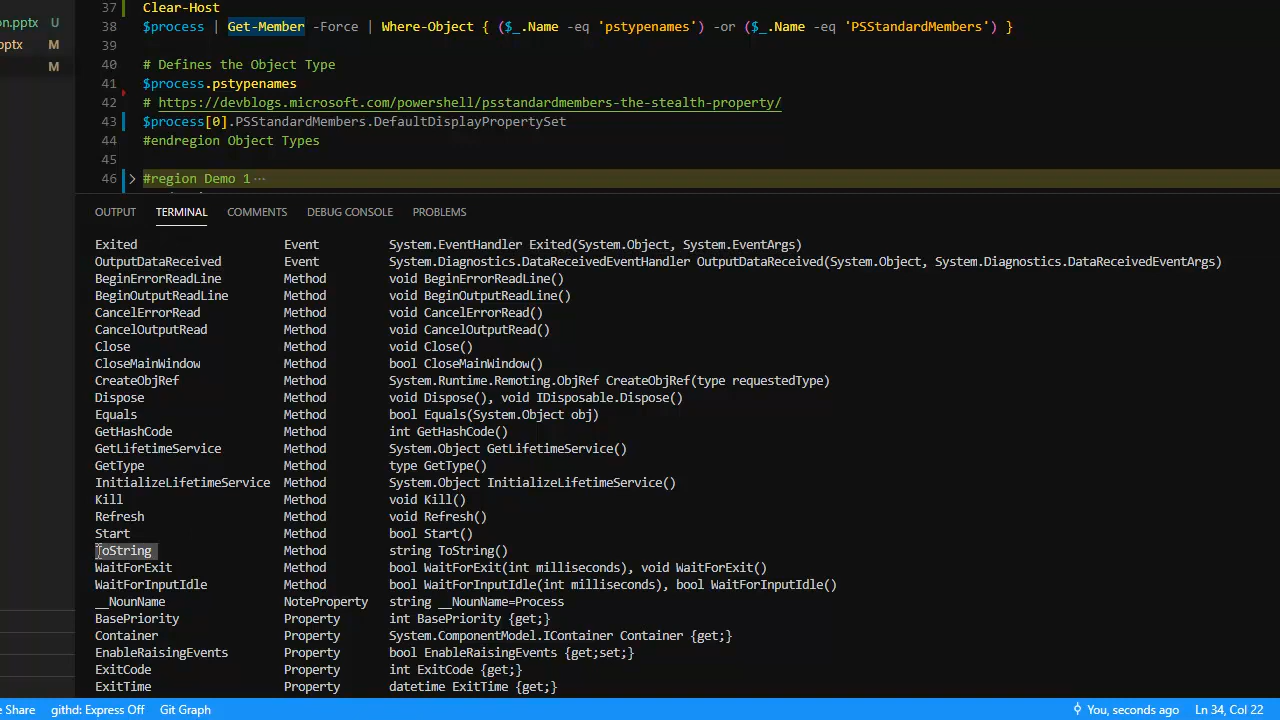 on.pptx U
pptx M
M
37 Clear-Host
38 $process | Get-Member -Force | Where-Object { ($_.Name -eq 'pstypenames') -or ($_.Name -eq 'PSStandardMembers') }
39
40 # Defines the Object Type
41 $process.pstypenames
42 # https://devblogs.microsoft.com/powershell/psstandardmembers-the-stealth-property/
43 $process[0].PSStandardMembers.DefaultDisplayPropertySet
44 #endregion Object Types
45
46 #region Demo 1 ...
OUTPUT TERMINAL COMMENTS DEBUG CONSOLE PROBLEMS
Exited Event System.EventHandler Exited(System.Object, System.EventArgs)
OutputDataReceived Event System.Diagnostics.DataReceivedEventHandler OutputDataReceived(System.Object, System.Diagnostics.DataReceivedEventArgs)
BeginErrorReadLine Method void BeginErrorReadLine()
BeginOutputReadLine Method void BeginOutputReadLine()
CancelErrorRead Method void CancelErrorRead()
CancelOutputRead Method void CancelOutputRead()
Close Method void Close()
CloseMainWindow Method bool CloseMainWindow()
CreateObjRef Method System.Runtime.Remoting.ObjRef CreateObjRef(type requestedType)
Dispose Method void Dispose(), void IDisposable.Dispose()
Equals Method bool Equals(System.Object obj)
GetHashCode Method int GetHashCode()
GetLifetimeService Method System.Object GetLifetimeService()
GetType Method type GetType()
InitializeLifetimeService Method System.Object InitializeLifetimeService()
Kill Method void Kill()
Refresh Method void Refresh()
Start Method bool Start()
ToString Method string ToString()
WaitForExit Method bool WaitForExit(int milliseconds), void WaitForExit()
WaitForInputIdle Method bool WaitForInputIdle(int milliseconds), bool WaitForInputIdle()
__NounName NoteProperty string __NounName=Process
BasePriority Property int BasePriority {get;}
Container Property System.ComponentModel.IContainer Container {get;}
EnableRaisingEvents Property bool EnableRaisingEvents {get;set;}
ExitCode Property int ExitCode {get;}
ExitTime Property datetime ExitTime {get;}
e Share githd: Express Off Git Graph You, seconds ago Ln 34, Col 22